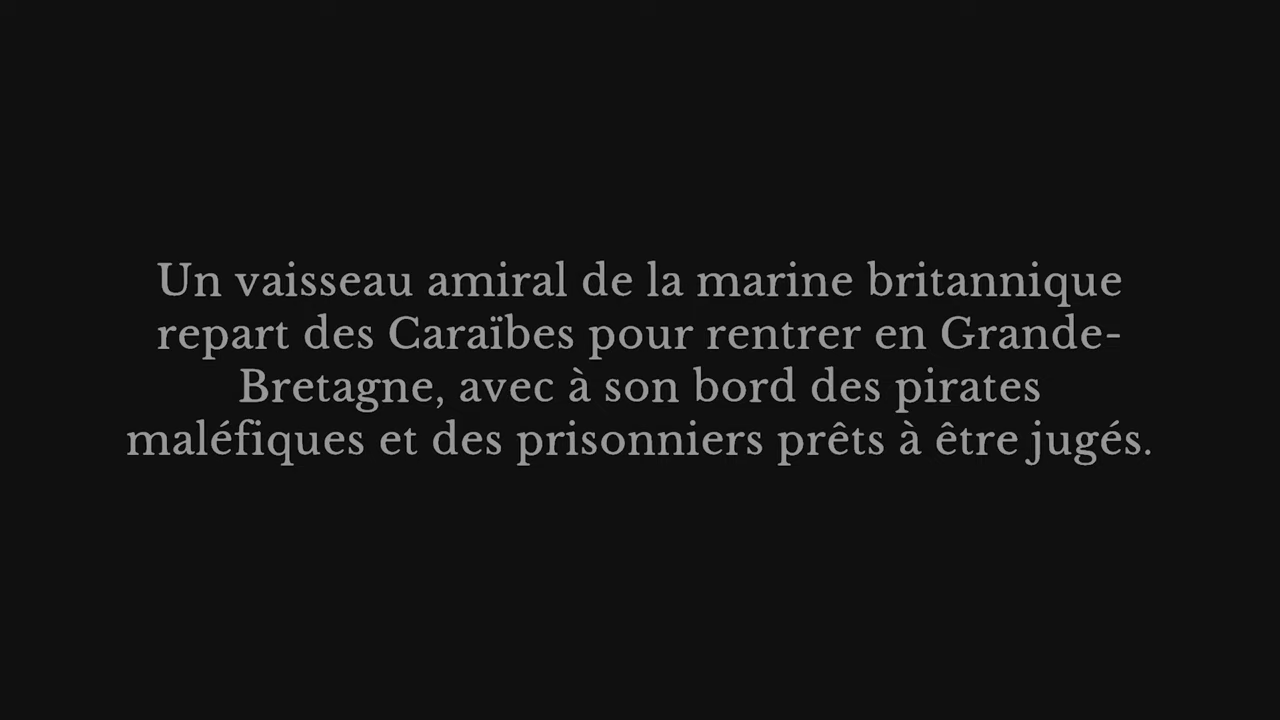 Un vaisseau amiral de la marine britannique
repart des Caraïbes pour rentrer en Grande-
Bretagne, avec à son bord des pirates
maléfiques et des prisonniers prêts à être jugés.